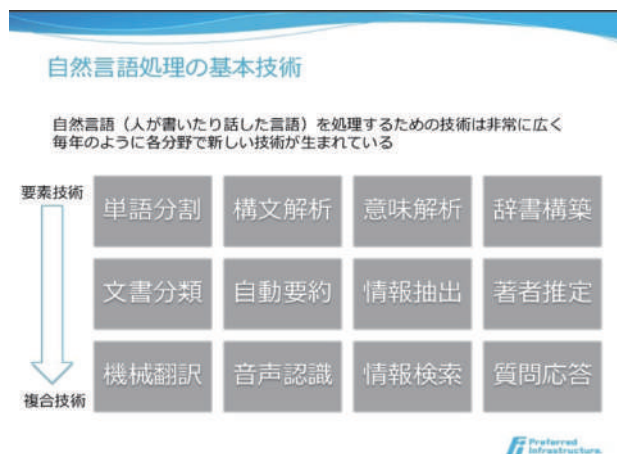 自然言語処理の基本技術
自然言語（人が書いたり話した言語）を処理するための技術は非常に広く
毎年のように各分野で新しい技術が生まれている
要素技術
単語分割 構文解析 意味解析 辞書構築
文書分類 自動要約 情報抽出 著者推定
機械翻訳 音声認識 情報検索 質問応答
複合技術
Preferred
Infrastructure.